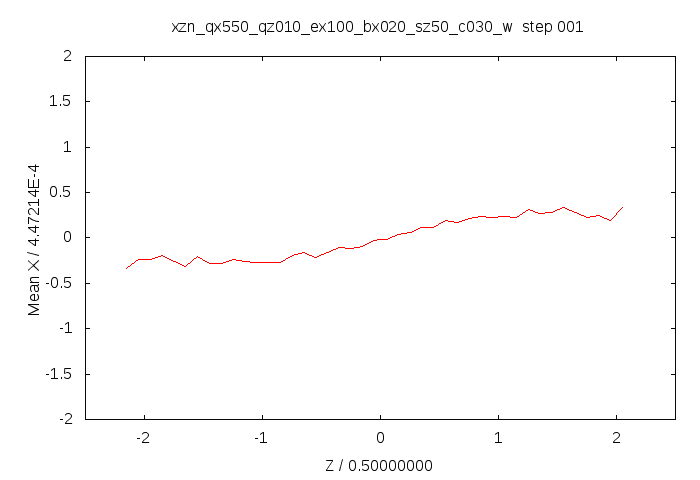 xzn_qx550_qz010_ex100_bx020_sz50_c030_w step 001
2
1.5
1
0.5
0
-0.5
-1
-1.5
-2
Mean X / 4.47214E-4
-2 -1 0 1 2
Z / 0.50000000